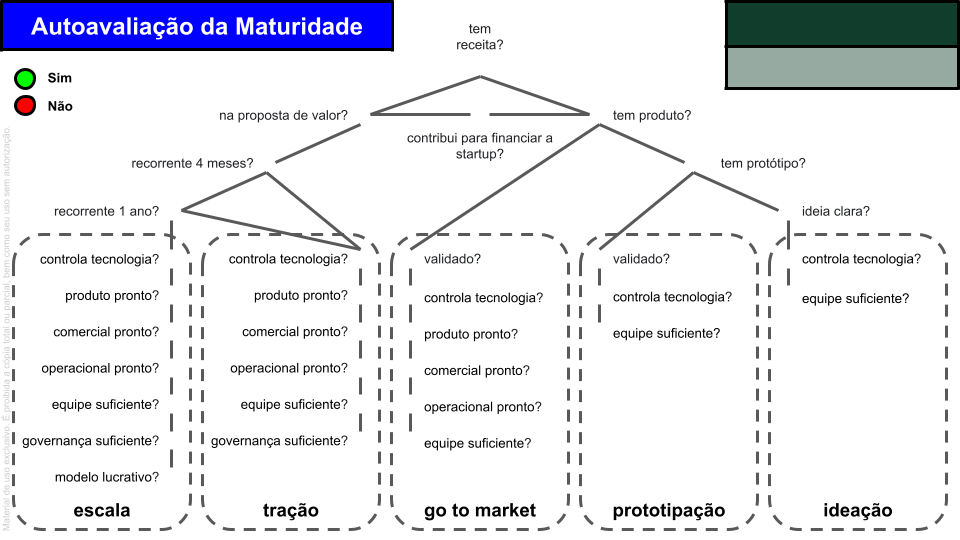 Autoavaliação da Maturidade
tem
receita?
Sim
Não
na proposta de valor?
tem produto?
contribui para financiar a
startup?
recorrente 4 meses?
tem protótipo?
recorrente 1 ano?
ideia clara?
controla tecnologia?
produto pronto?
comercial pronto?
operacional pronto?
equipe suficiente?
governança suficiente?
modelo lucrativo?
escala
controla tecnologia?
produto pronto?
comercial pronto?
operacional pronto?
equipe suficiente?
governança suficiente?
tração
validado?
controla tecnologia?
produto pronto?
comercial pronto?
operacional pronto?
equipe suficiente?
go to market
validado?
controla tecnologia?
equipe suficiente?
prototipação
controla tecnologia?
equipe suficiente?
ideação
Material de uso exclusivo. É proibida a cópia total ou parcial, bem como seu uso sem autorização.